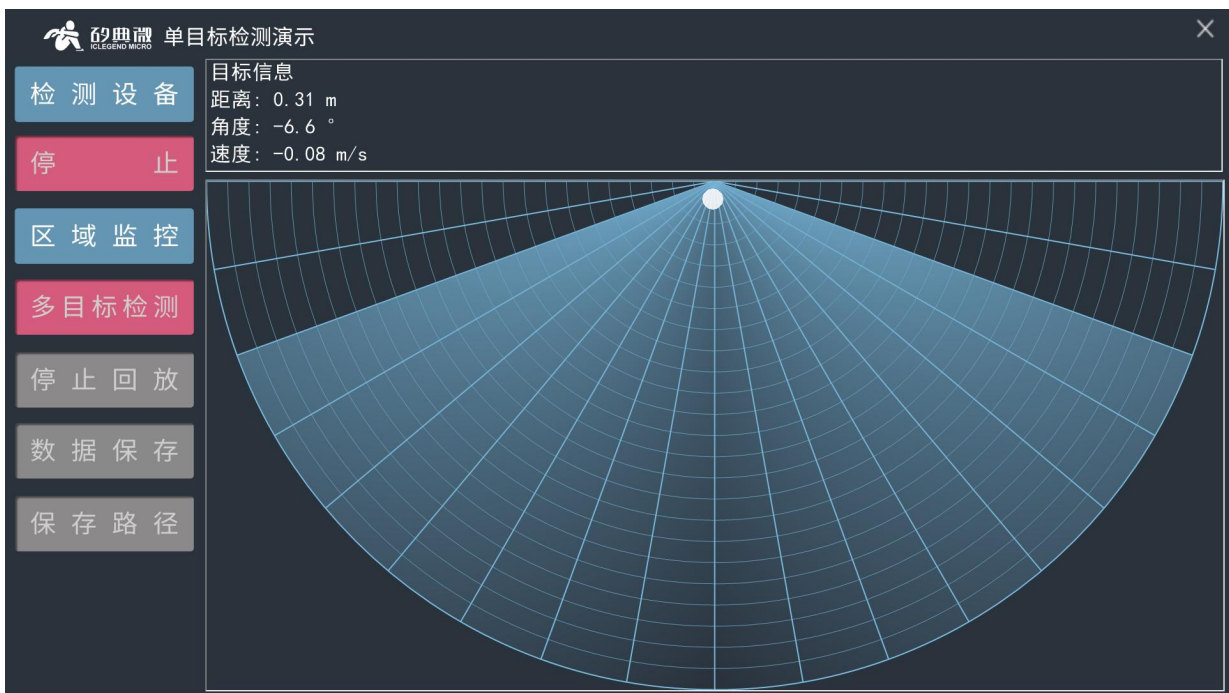 矽典微 单目标检测演示
ICLEGEND MICRO
检测设备
停止
区域监控
多目标检测
停止回放
数据保存
保存路径
目标信息
距离: 0.31 m
角度: -6.6 °
速度: -0.08 m/s